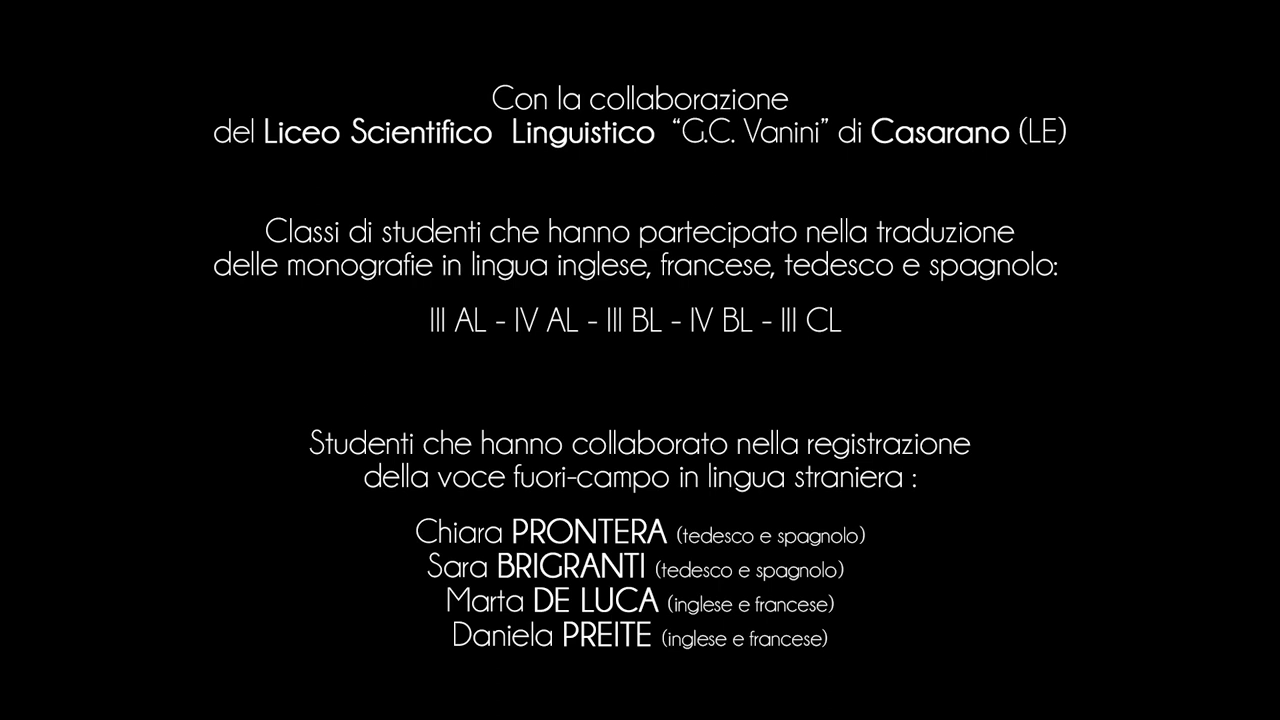 Con la collaborazione
del Liceo Scientifico Linguistico “G.C. Vanini” di Casarano (LE)
Classi di studenti che hanno partecipato nella traduzione
delle monografie in lingua inglese, francese, tedesco e spagnolo:
III AL - IV AL - III BL - IV BL - III CL
Studenti che hanno collaborato nella registrazione
della voce fuori-campo in lingua straniera :
Chiara PRONTERA (tedesco e spagnolo)
Sara BRIGRANTI (tedesco e spagnolo)
Marta DE LUCA (inglese e francese)
Daniela PREITE (inglese e francese)